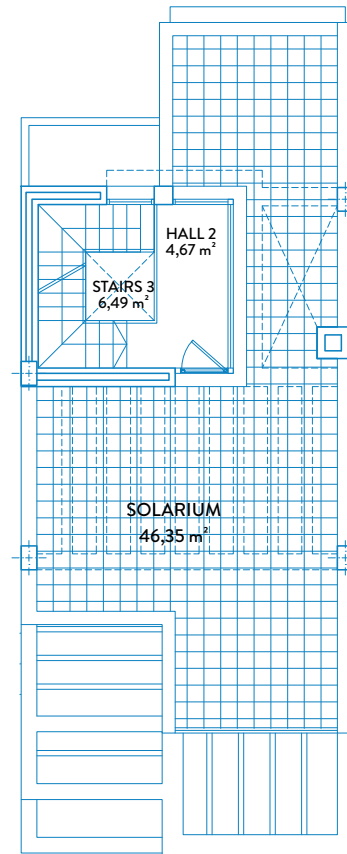 HALL 2
4,67 m²
STAIRS 3
6,49 m²
SOLARIUM
46,35 m²